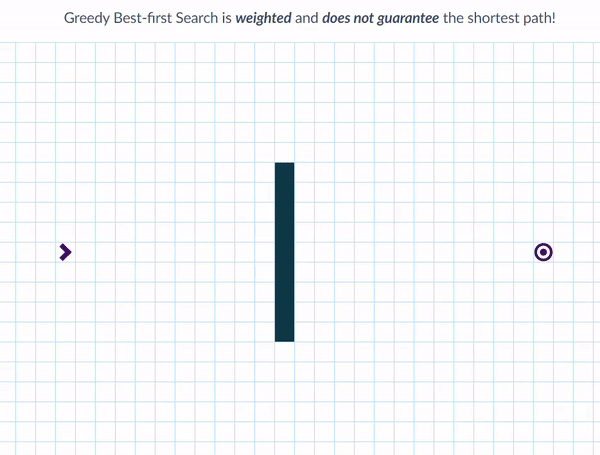 Greedy Best-first Search is weighted and does not guarantee the shortest path!